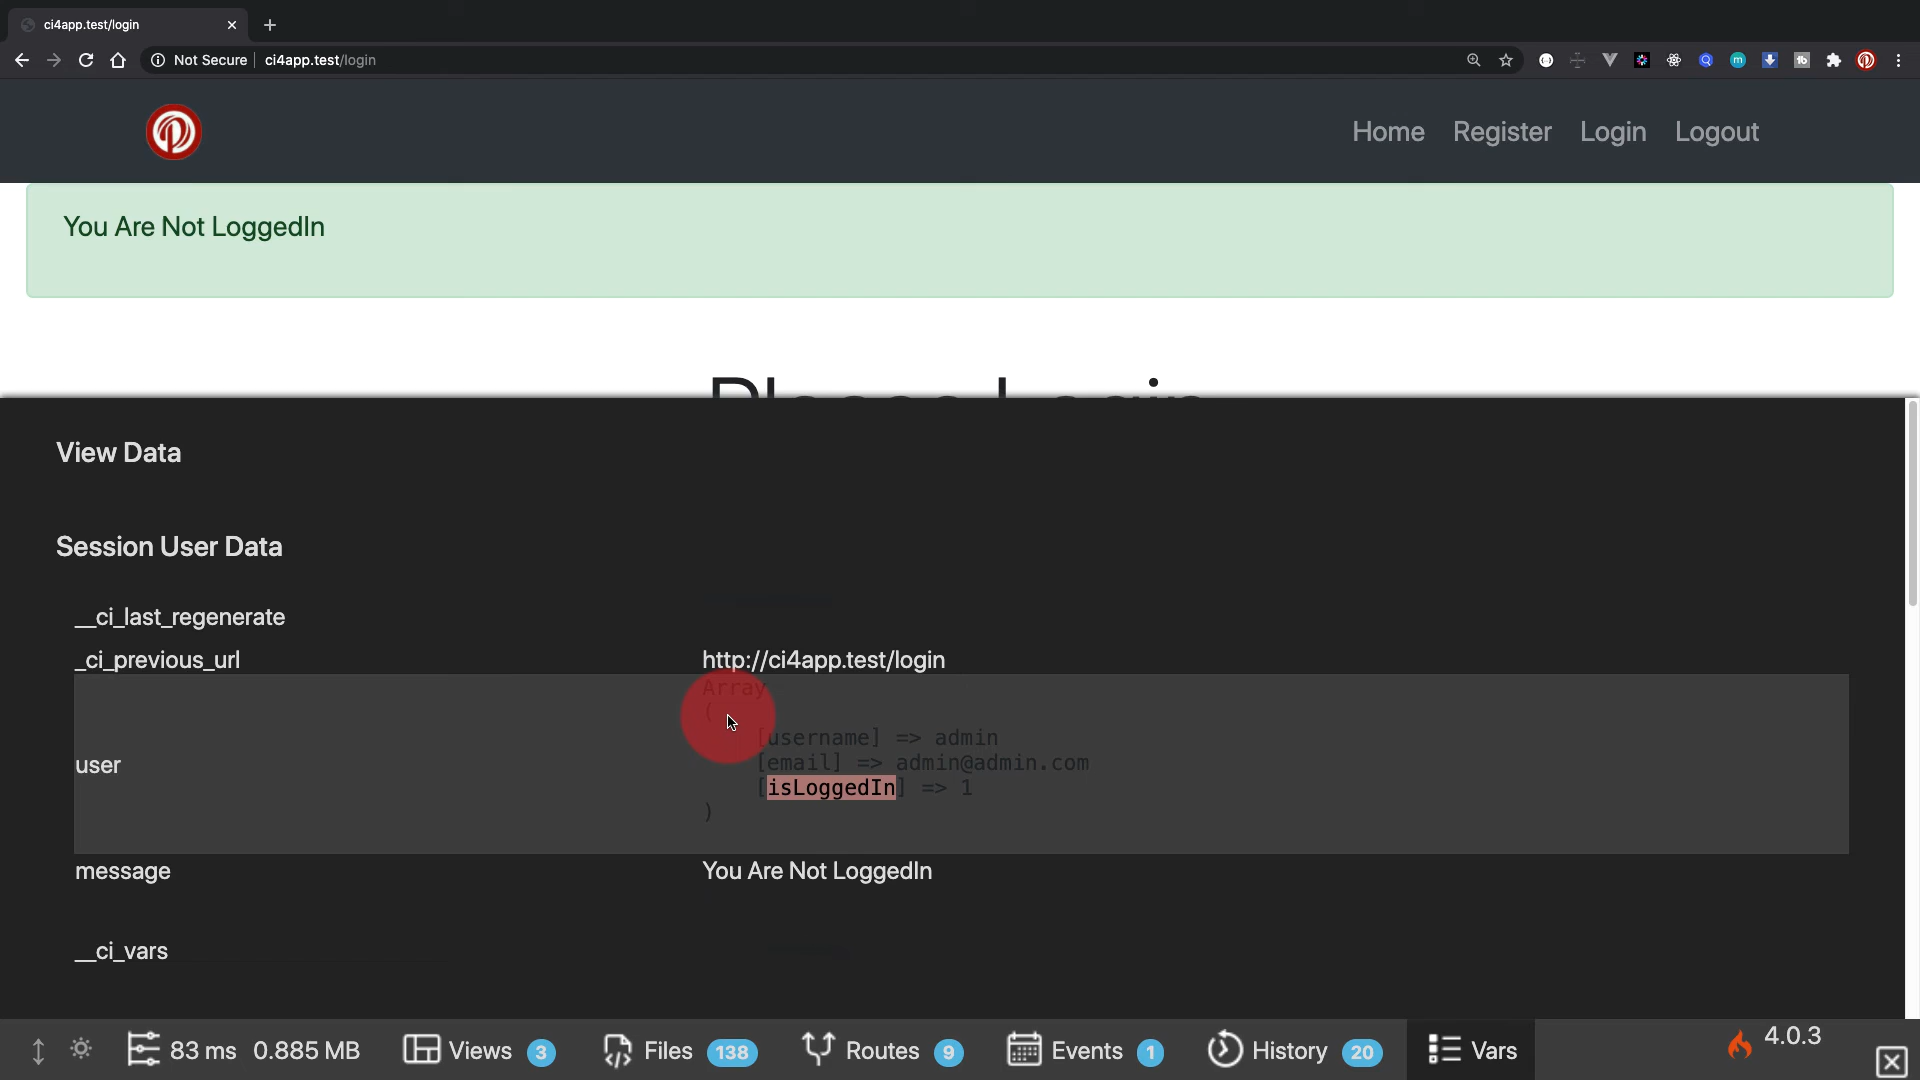 ci4app.test/login
Not Secure ci4app.test/login
Home Register Login Logout
You Are Not LoggedIn
Please Login
View Data
Session User Data
__ci_last_regenerate
_ci_previous_url http://ci4app.test/login
Array
(
[username] => admin
[email] => admin@admin.com
user
[isLoggedIn] => 1
)
message You Are Not LoggedIn
__ci_vars
83 ms 0.885 MB Views 3 Files 138 Routes 9 Events 1 History 20 Vars 4.0.3